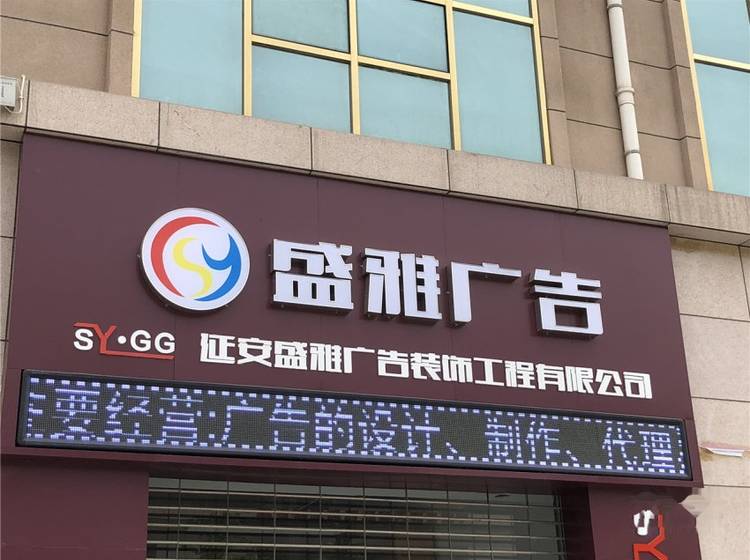 盛雅广告
SY·GG 延安盛雅广告装饰工程有限公司
主要经营:广告的设计、制作、代理